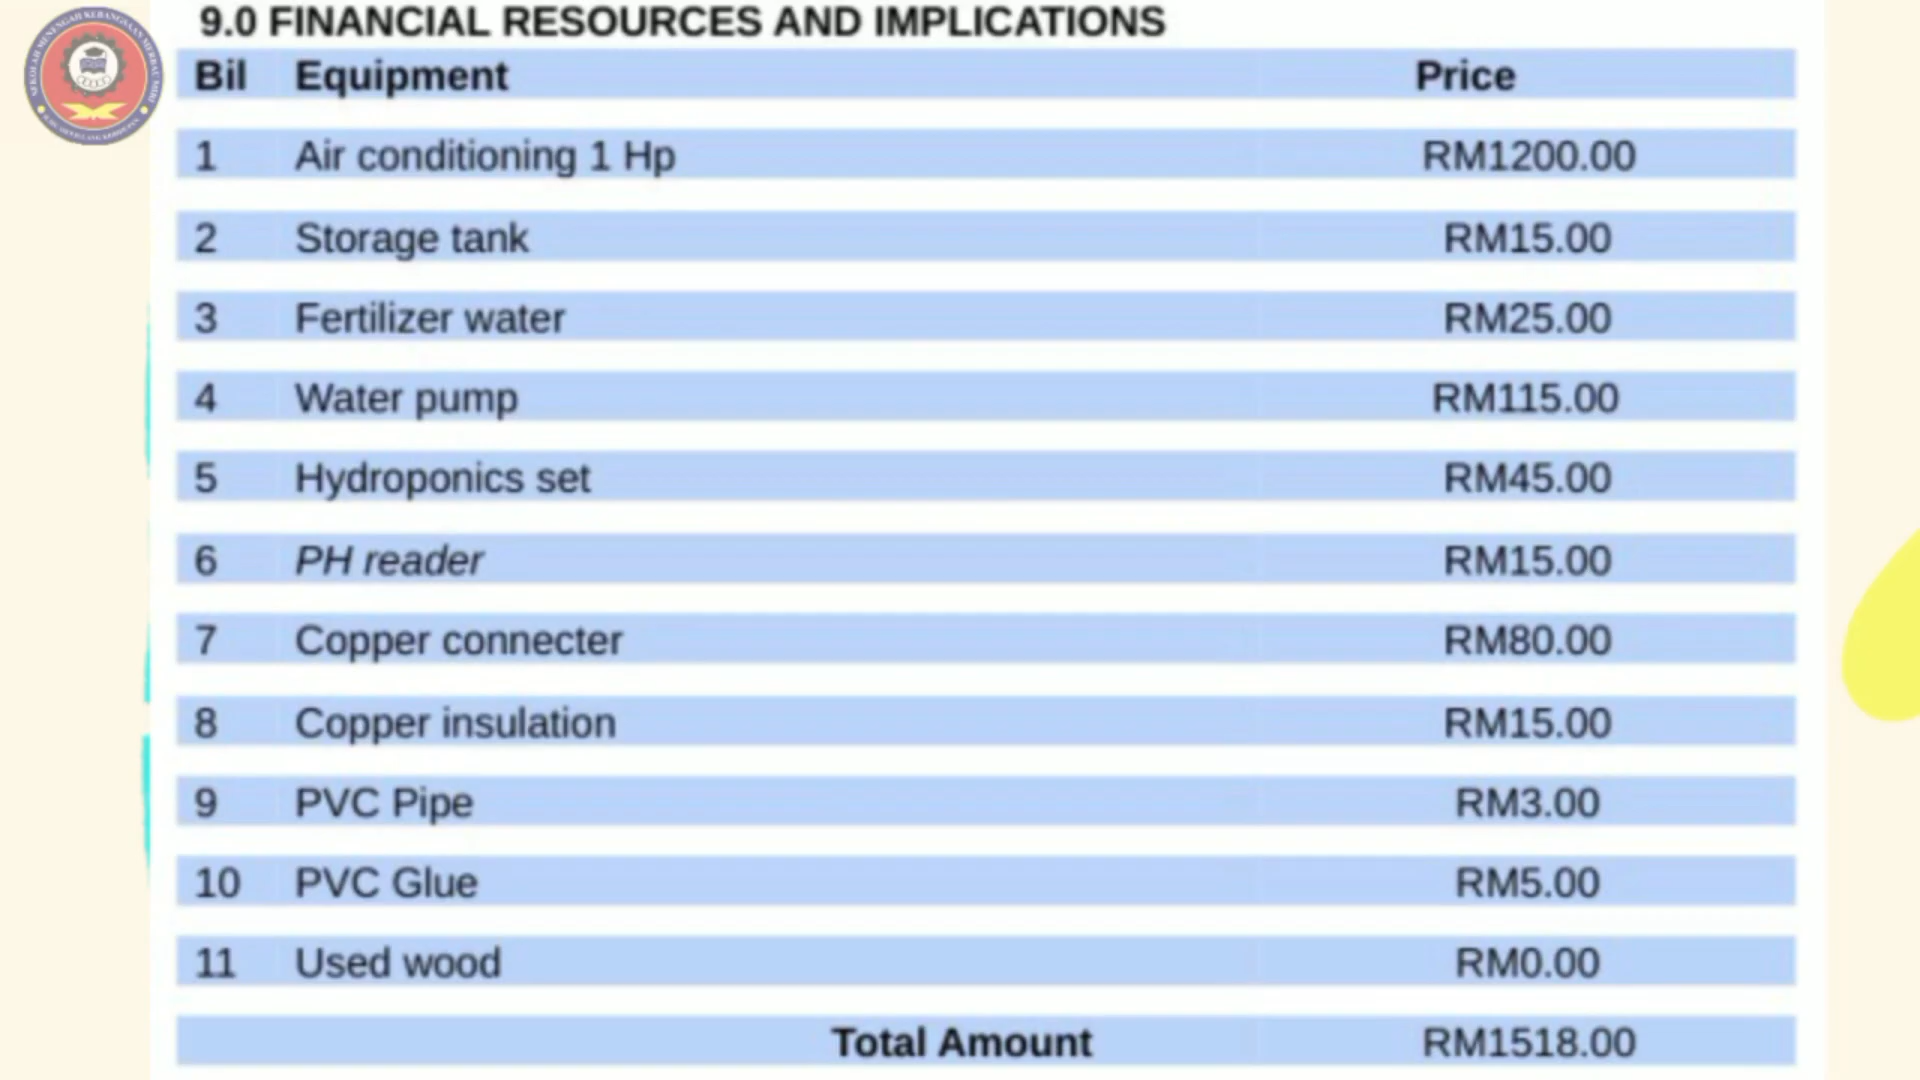 9.0 FINANCIAL RESOURCES AND IMPLICATIONS
Bil Equipment Price
1 Air conditioning 1 Hp RM1200.00
2 Storage tank RM15.00
3 Fertilizer water RM25.00
4 Water pump RM115.00
5 Hydroponics set RM45.00
6 PH reader RM15.00
7 Copper connecter RM80.00
8 Copper insulation RM15.00
9 PVC Pipe RM3.00
10 PVC Glue RM5.00
11 Used wood RM0.00
Total Amount RM1518.00